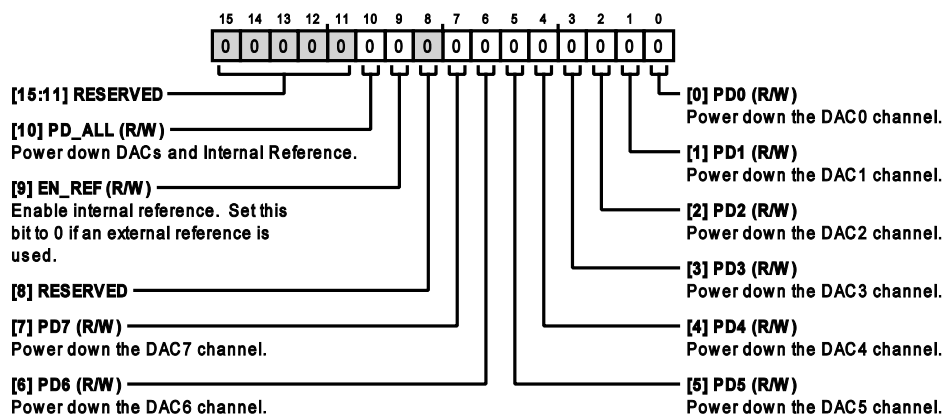 15 14 13 12 11 10 9 8 7 6 5 4 3 2 1 0
0 0 0 0 0 0 0 0 0 0 0 0 0 0 0 0
[15:11] RESERVED
[10] PD_ALL (R/W)
Power down DACs and Internal Reference.
[9] EN_REF (R/W)
Enable internal reference. Set this
bit to 0 if an external reference is
used.
[8] RESERVED
[7] PD7 (R/W)
Power down the DAC7 channel.
[6] PD6 (R/W)
Power down the DAC6 channel.
[0] PD0 (R/W)
Power down the DAC0 channel.
[1] PD1 (R/W)
Power down the DAC1 channel.
[2] PD2 (R/W)
Power down the DAC2 channel.
[3] PD3 (R/W)
Power down the DAC3 channel.
[4] PD4 (R/W)
Power down the DAC4 channel.
[5] PD5 (R/W)
Power down the DAC5 channel.